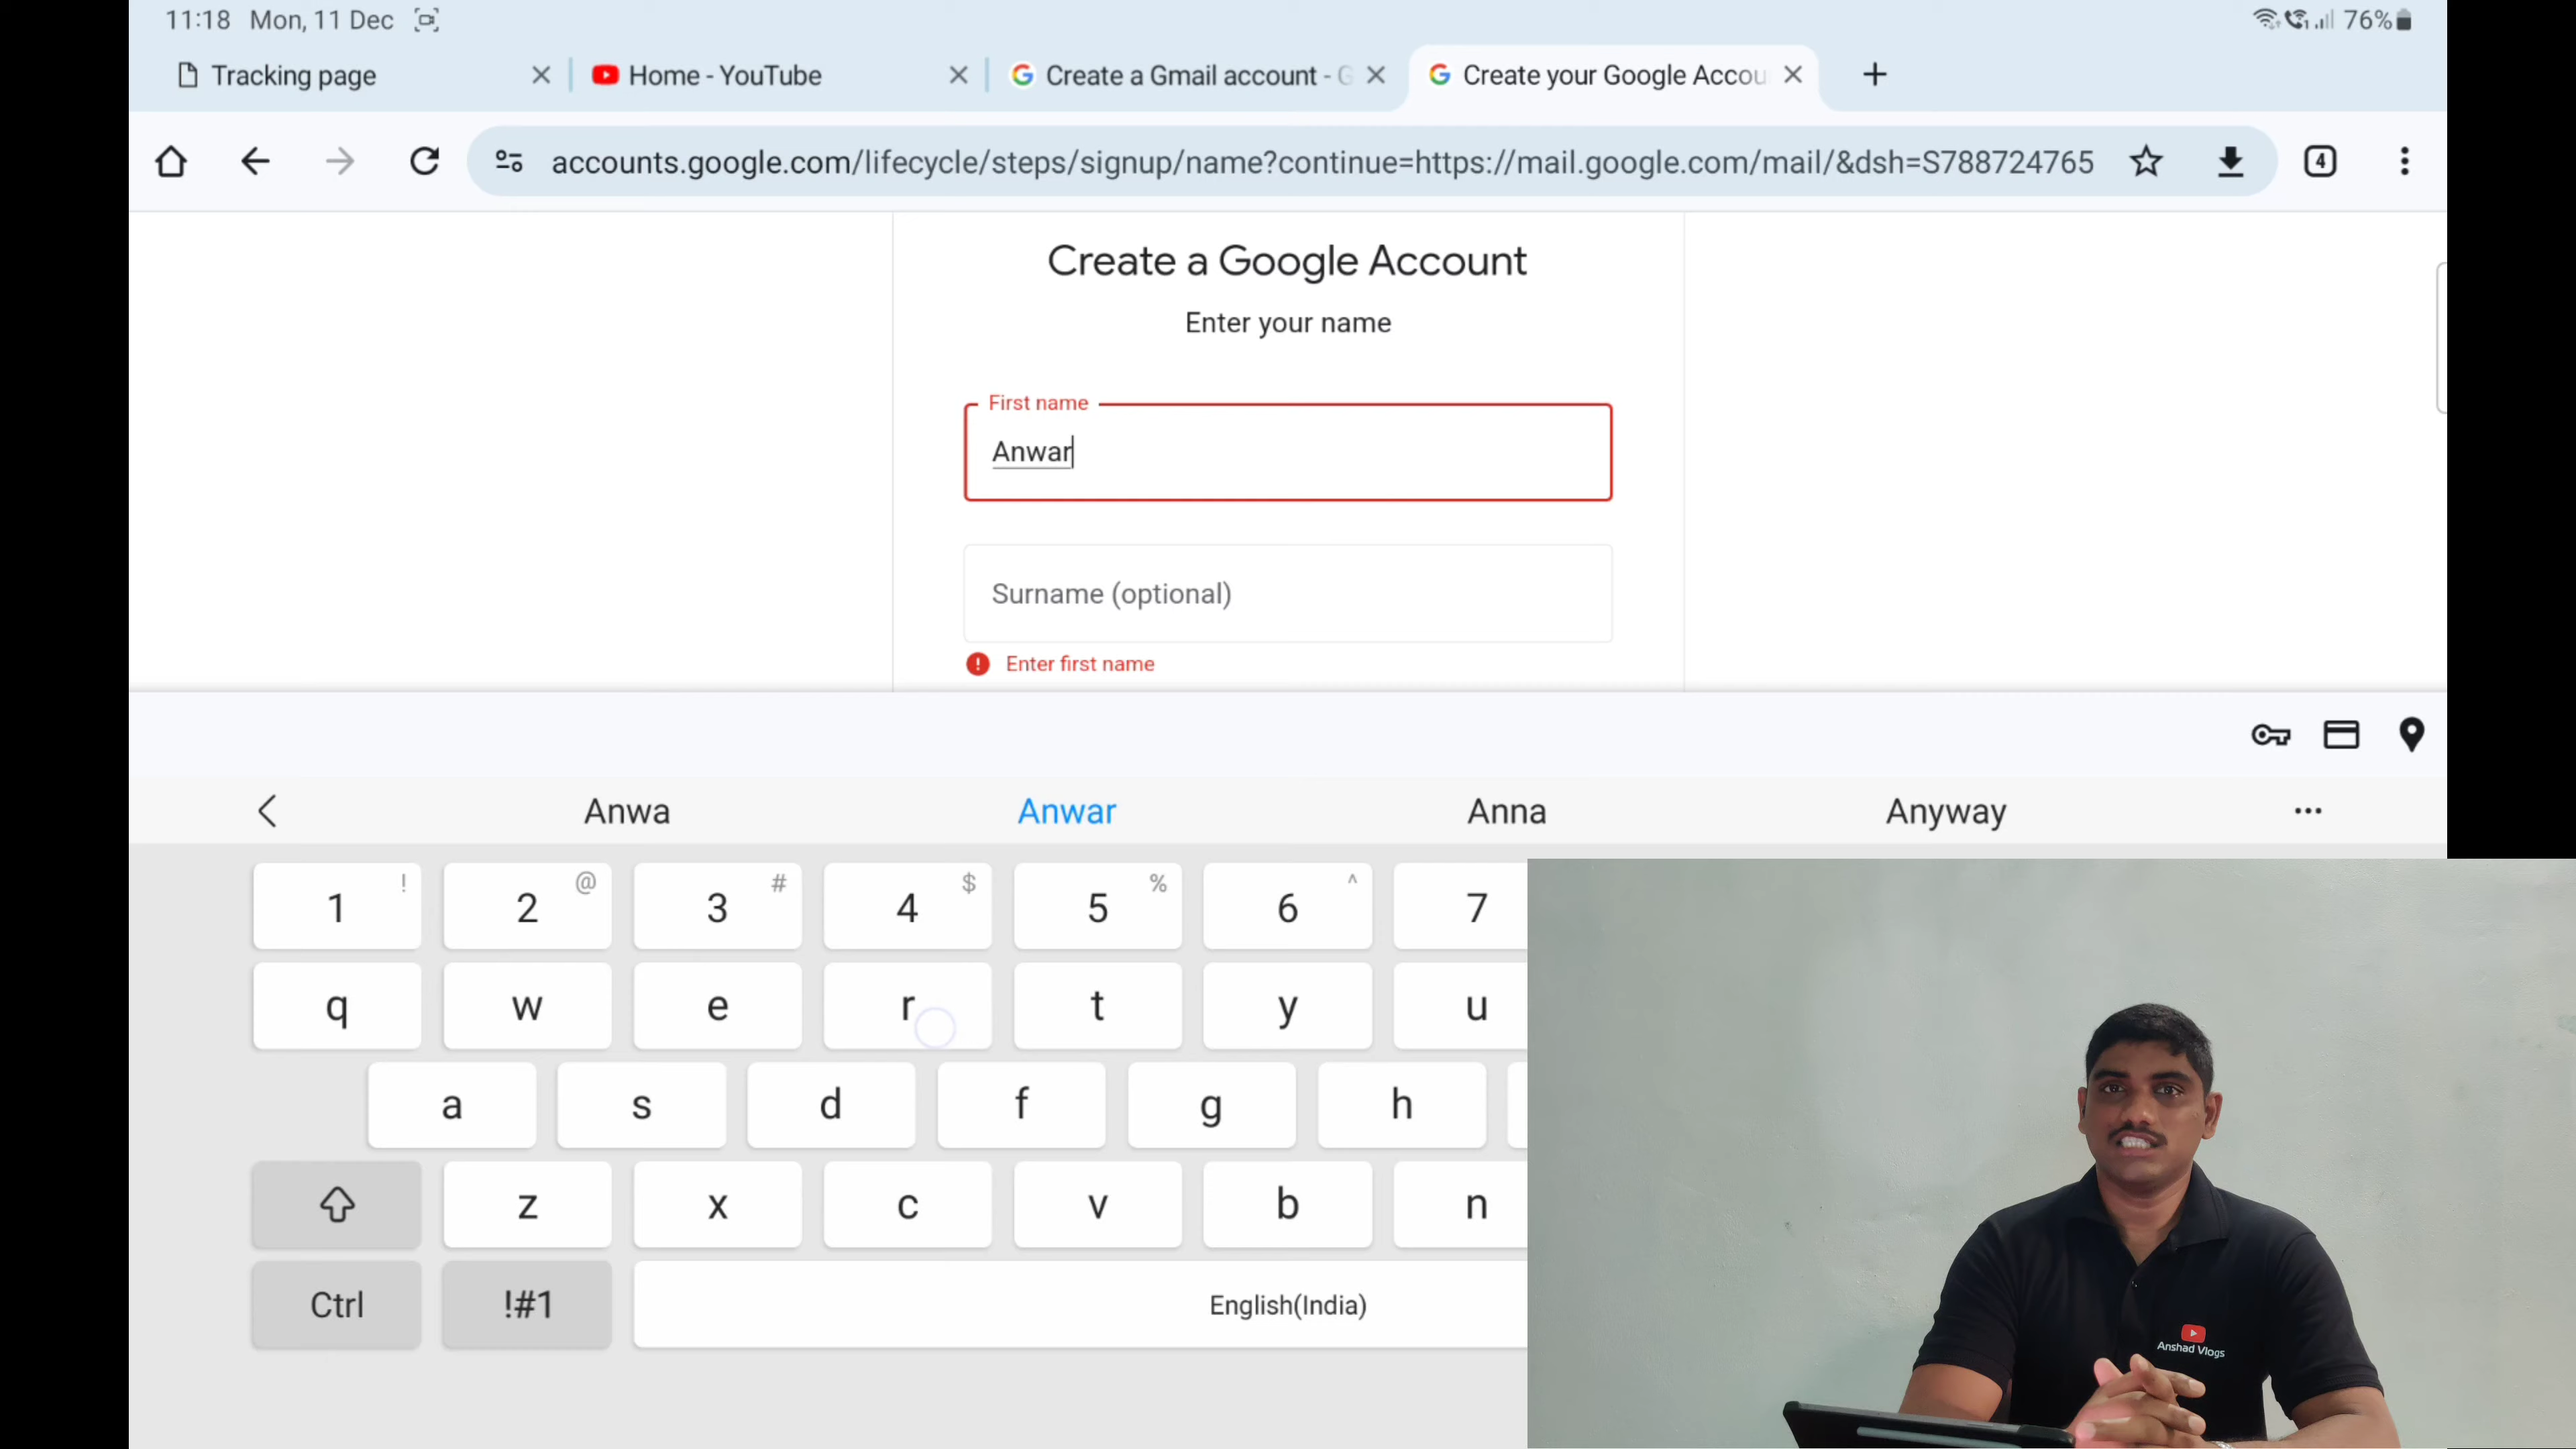 11:18 Mon, 11 Dec 76%
Tracking page
Home - YouTube
Create a Gmail account - G
Create your Google Accou
accounts.google.com/lifecycle/steps/signup/name?continue=https://mail.google.com/mail/&dsh=S788724765
4
Create a Google Account
Enter your name
First name
Anwar
Surname (optional)
! Enter first name
Anwa Anwar Anna Anyway ...
1 ! 2 @ 3 # 4 $ 5 % 6 ^ 7
q w e r t y u
a s d f g h
z x c v b n
Ctrl !#1 English(India)
Anshad Vlogs